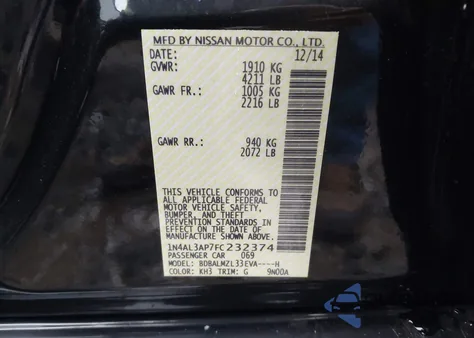 MFD BY NISSAN MOTOR CO., LTD.
DATE: 12/14
GVWR: 1910 KG
4211 LB
GAWR FR.: 1005 KG
2216 LB
GAWR RR.: 940 KG
2072 LB
THIS VEHICLE CONFORMS TO
ALL APPLICABLE FEDERAL
MOTOR VEHICLE SAFETY,
BUMPER, AND THEFT
PREVENTION STANDARDS IN
EFFECT ON THE DATE OF
MANUFACTURE SHOWN ABOVE.
1N4AL3AP7FC232374
PASSENGER CAR 069
MODEL: BDBALMZL33EVA----H
COLOR: KH3 TRIM: G 9N00A